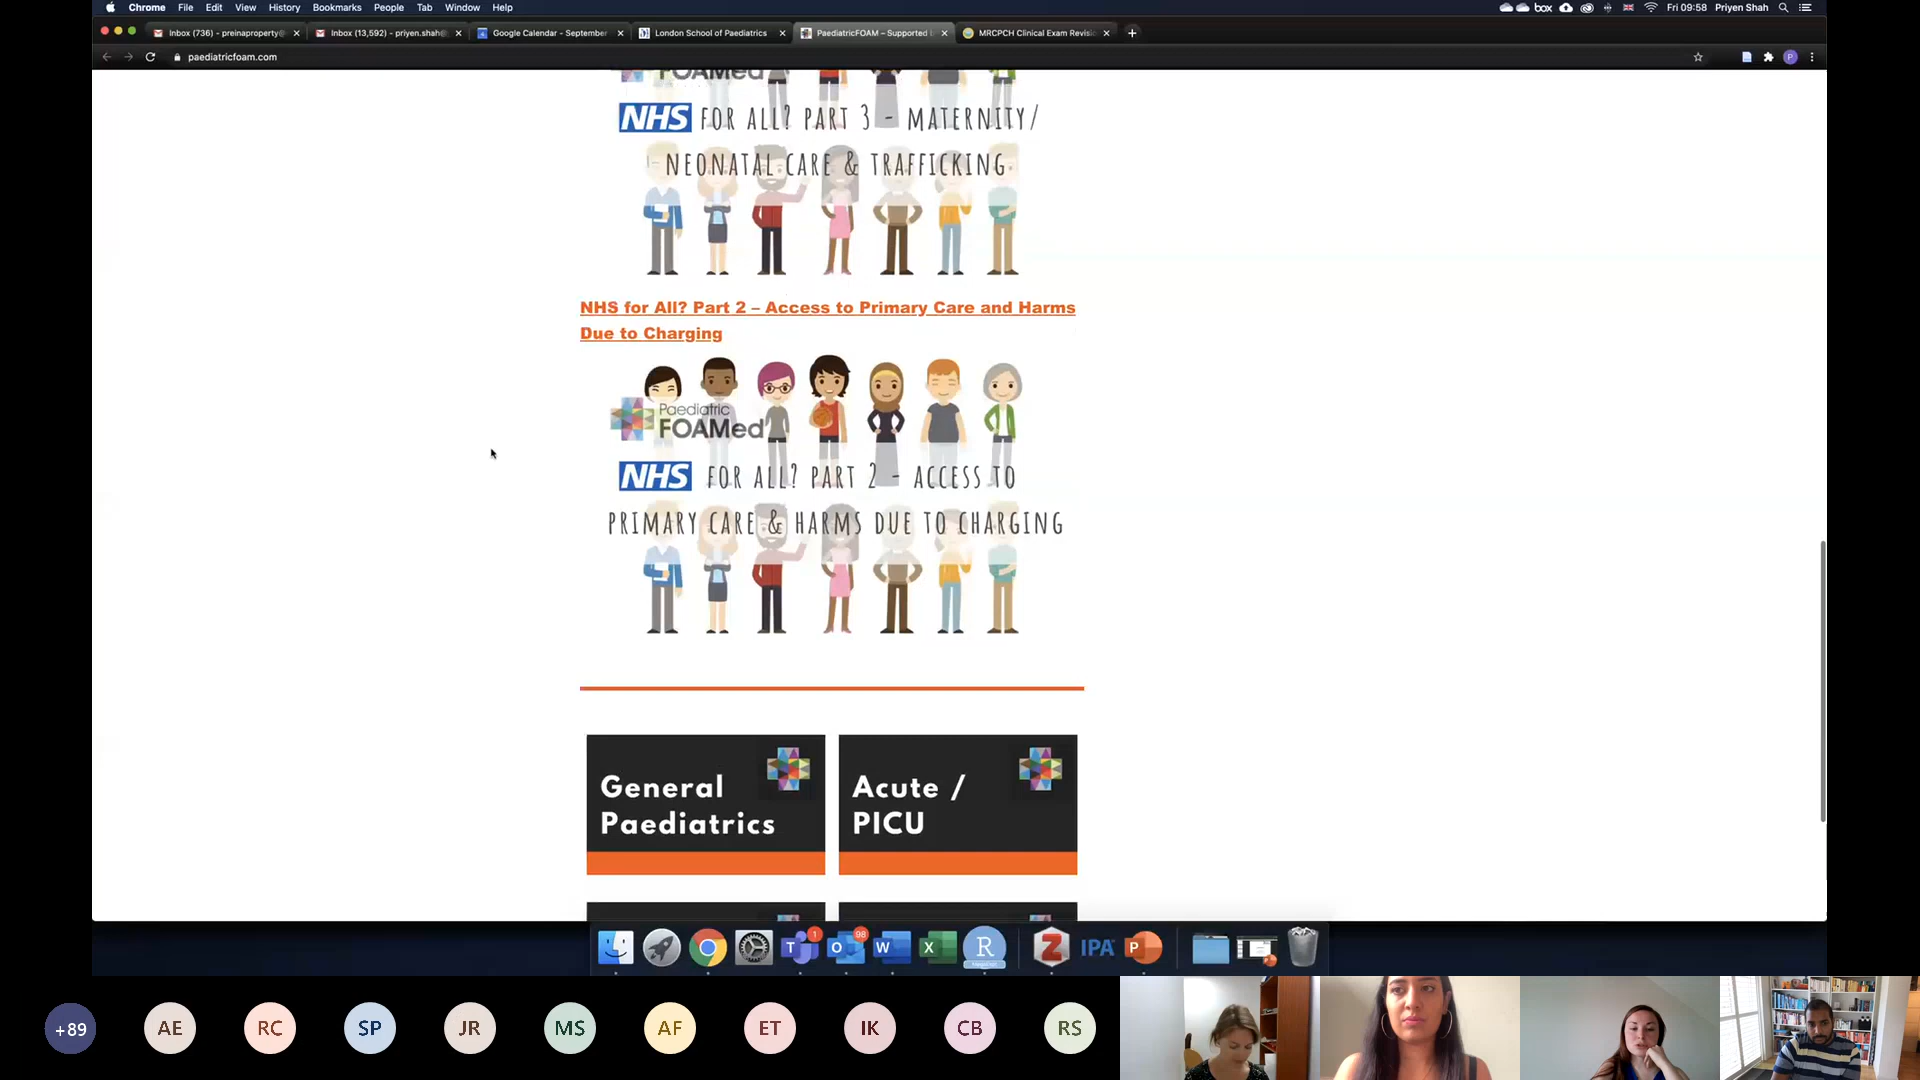 Chrome File Edit View History Bookmarks People Tab Window Help
box Fri 09:58 Priyen Shah
Inbox (736) - preinaproperty@
Inbox (13,592) - priyen.shah@
Google Calendar - September
London School of Paediatrics
PaediatricFOAM – Supported
MRCPCH Clinical Exam Revisi
paediatricfoam.com
P
FOAMed
NHS FOR ALL? PART 3 - MATERNITY/
NEONATAL CARE & TRAFFICKING
NHS for All? Part 2 – Access to Primary Care and Harms
Due to Charging
Paediatric
FOAMed
NHS FOR ALL? PART 2 - ACCESS TO
PRIMARY CARE & HARMS DUE TO CHARGING
General
Paediatrics
Acute /
PICU
T 1 O 98 W X R Z IPA P
+89 AE RC SP JR MS AF ET IK CB RS